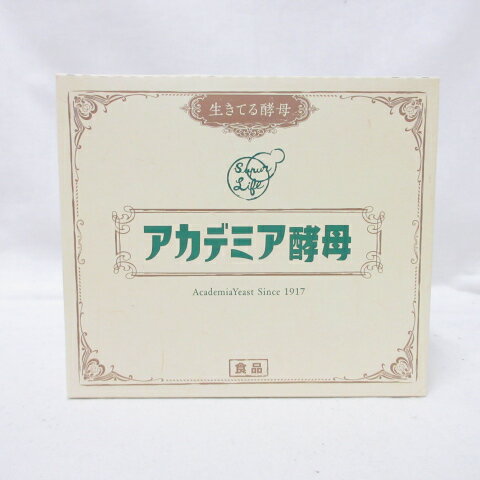 生きてる酵母
Super
Life
アカデミア酵母
AcademiaYeast Since 1917
食品